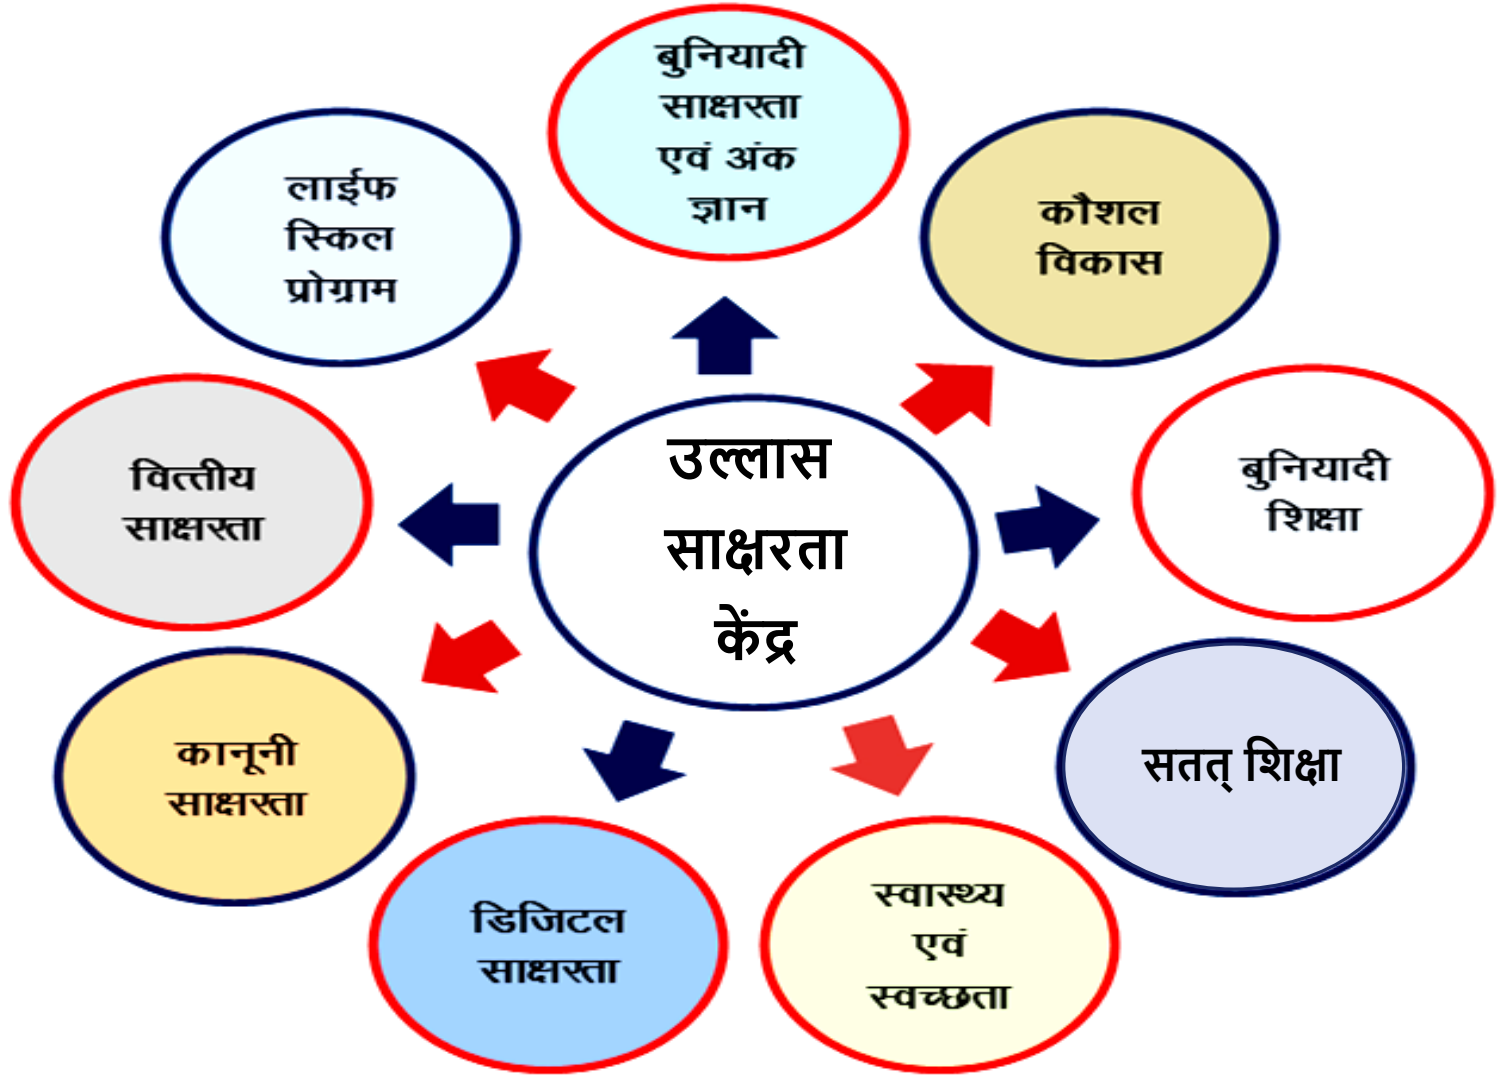 बुनियादी
साक्षरता
एवं अंक
ज्ञान
लाईफ
स्किल
प्रोग्राम
कौशल
विकास
वित्तीय
साक्षरता
उल्लास
साक्षरता
केंद्र
बुनियादी
शिक्षा
कानूनी
साक्षरता
सतत् शिक्षा
डिजिटल
साक्षरता
स्वास्थ्य
एवं
स्वच्छता